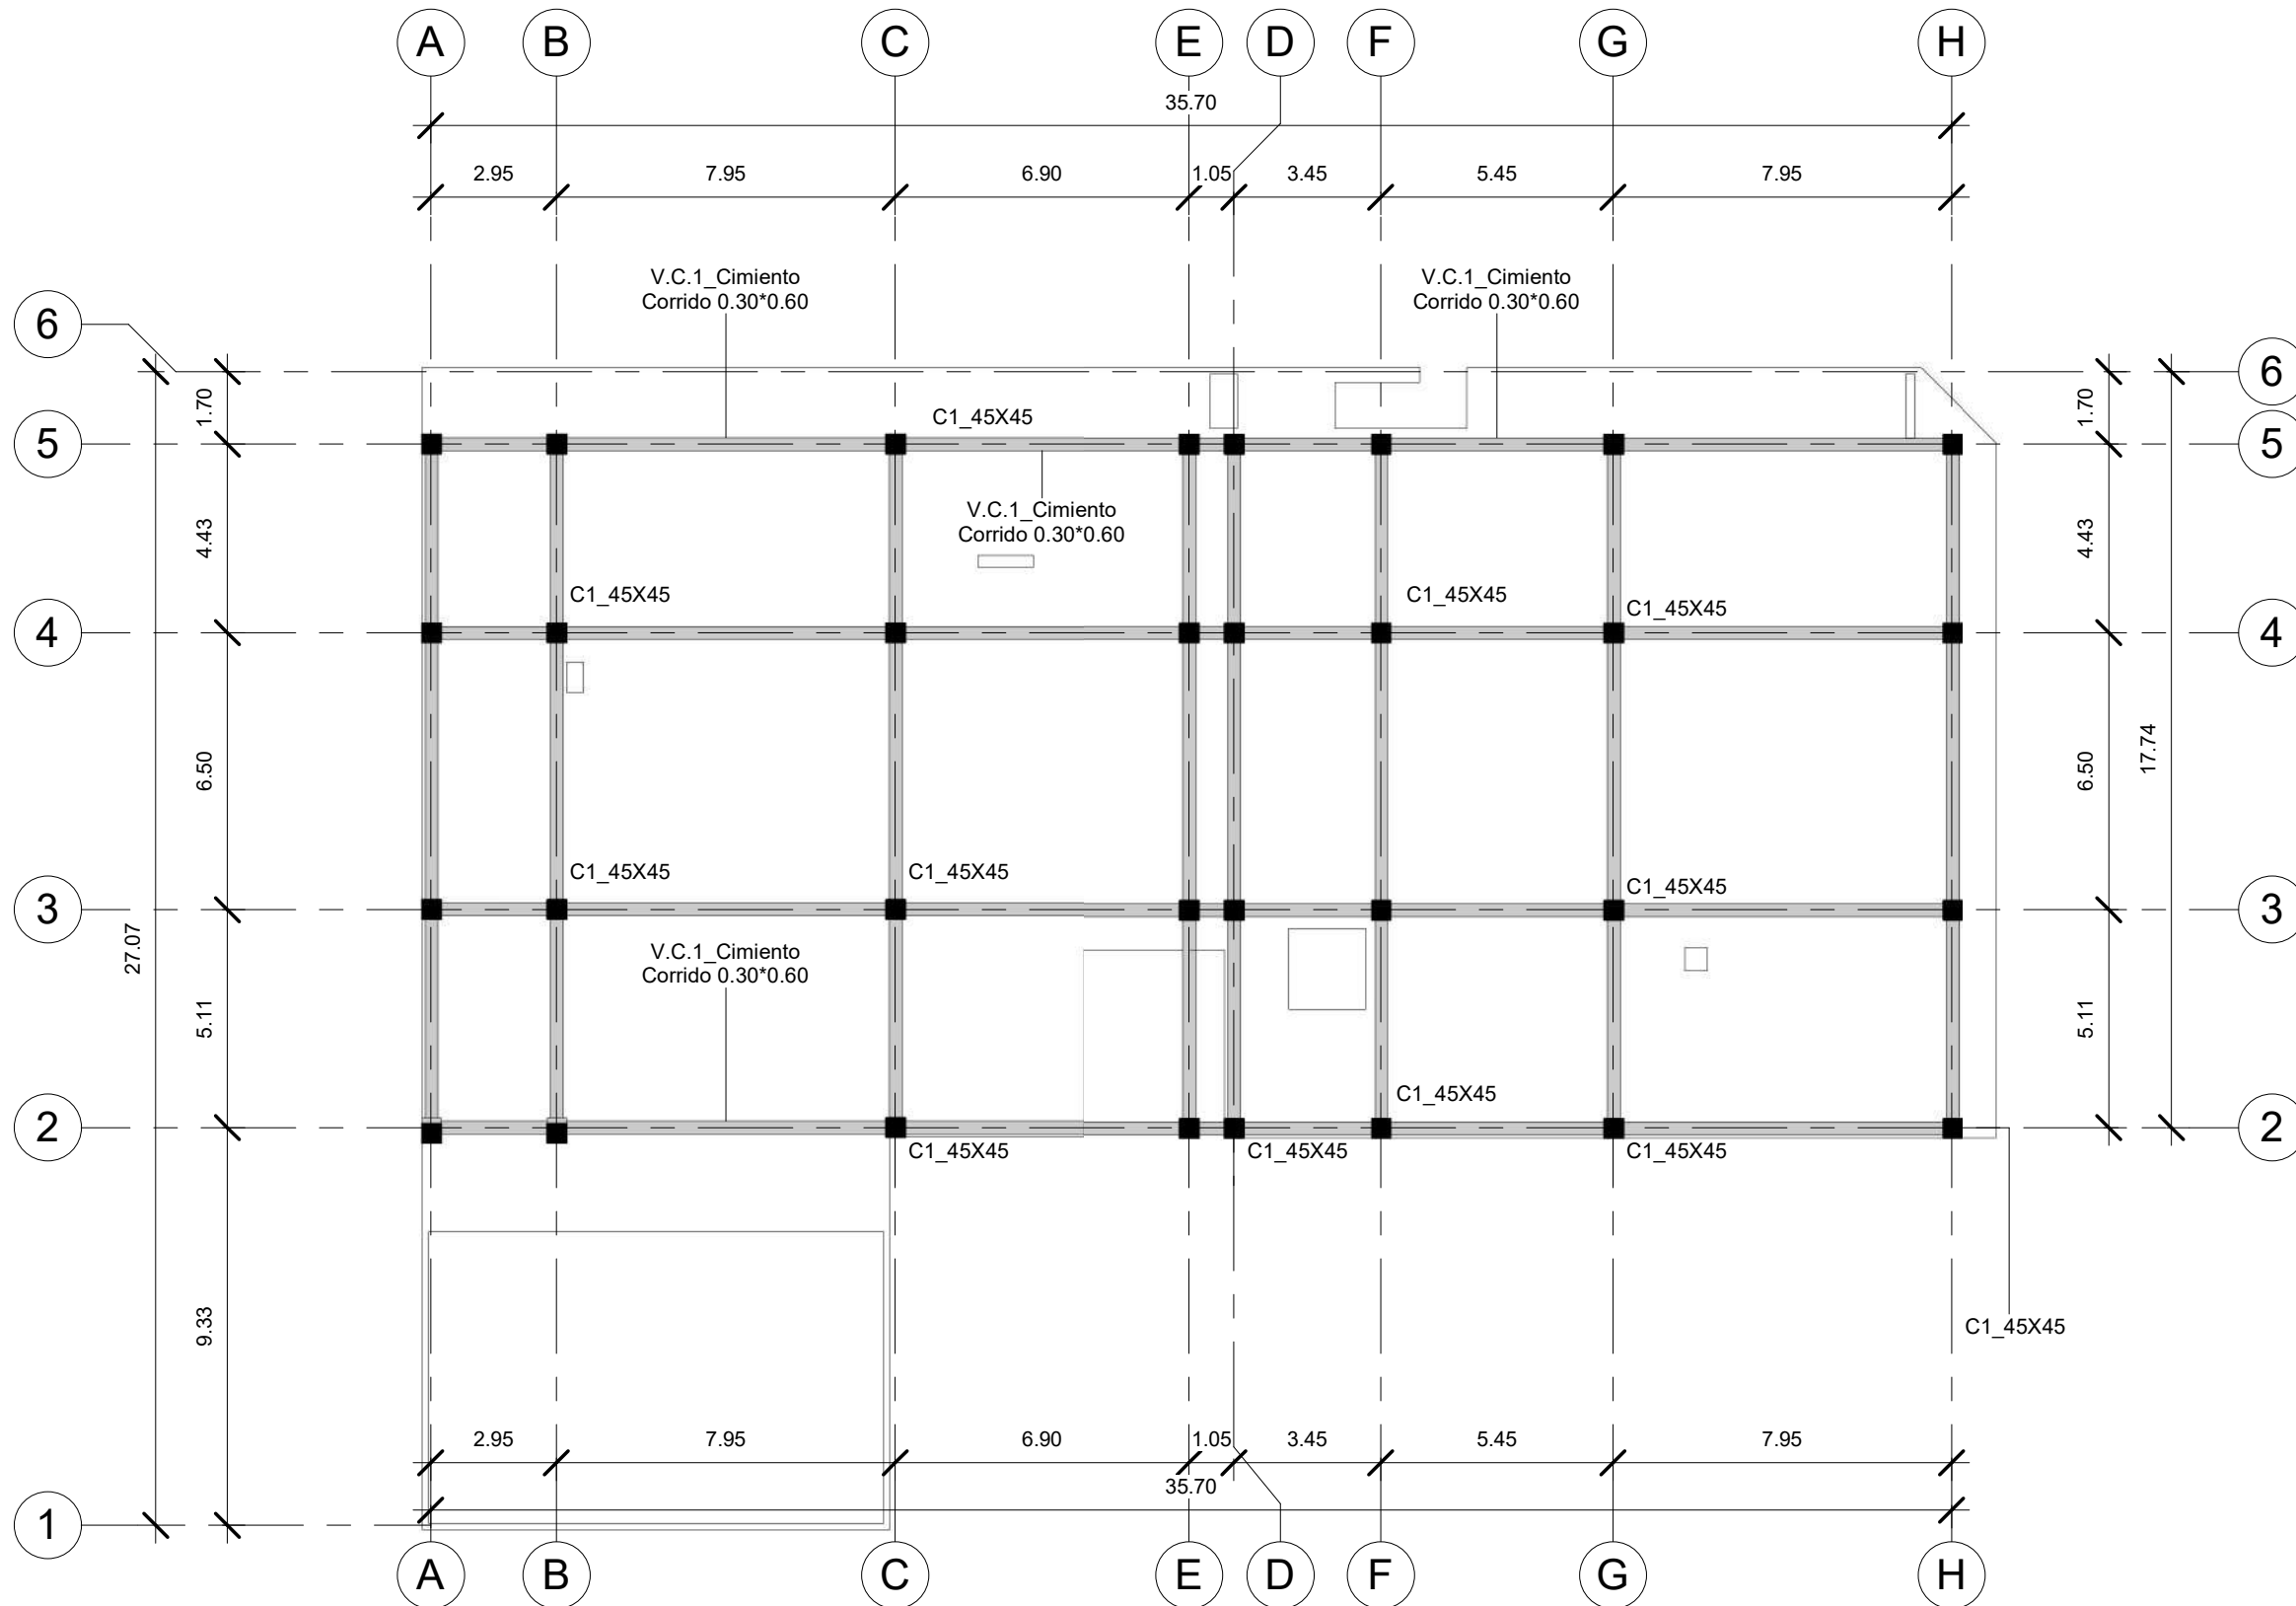 A B C E D F G H
35.70
2.95 7.95 6.90 1.05 3.45 5.45 7.95
V.C.1_Cimiento
Corrido 0.30*0.60
V.C.1_Cimiento
Corrido 0.30*0.60
6 6
1.70 1.70
C1_45X45
5 5
V.C.1_Cimiento
Corrido 0.30*0.60
4.43 4.43
C1_45X45 C1_45X45 C1_45X45
4 4
6.50 6.50 17.74
C1_45X45 C1_45X45 C1_45X45
3 3
27.07
V.C.1_Cimiento
Corrido 0.30*0.60
5.11 5.11
C1_45X45
2 2
C1_45X45 C1_45X45 C1_45X45
9.33
C1_45X45
2.95 7.95 6.90 1.05 3.45 5.45 7.95
35.70
1
A B C E D F G H